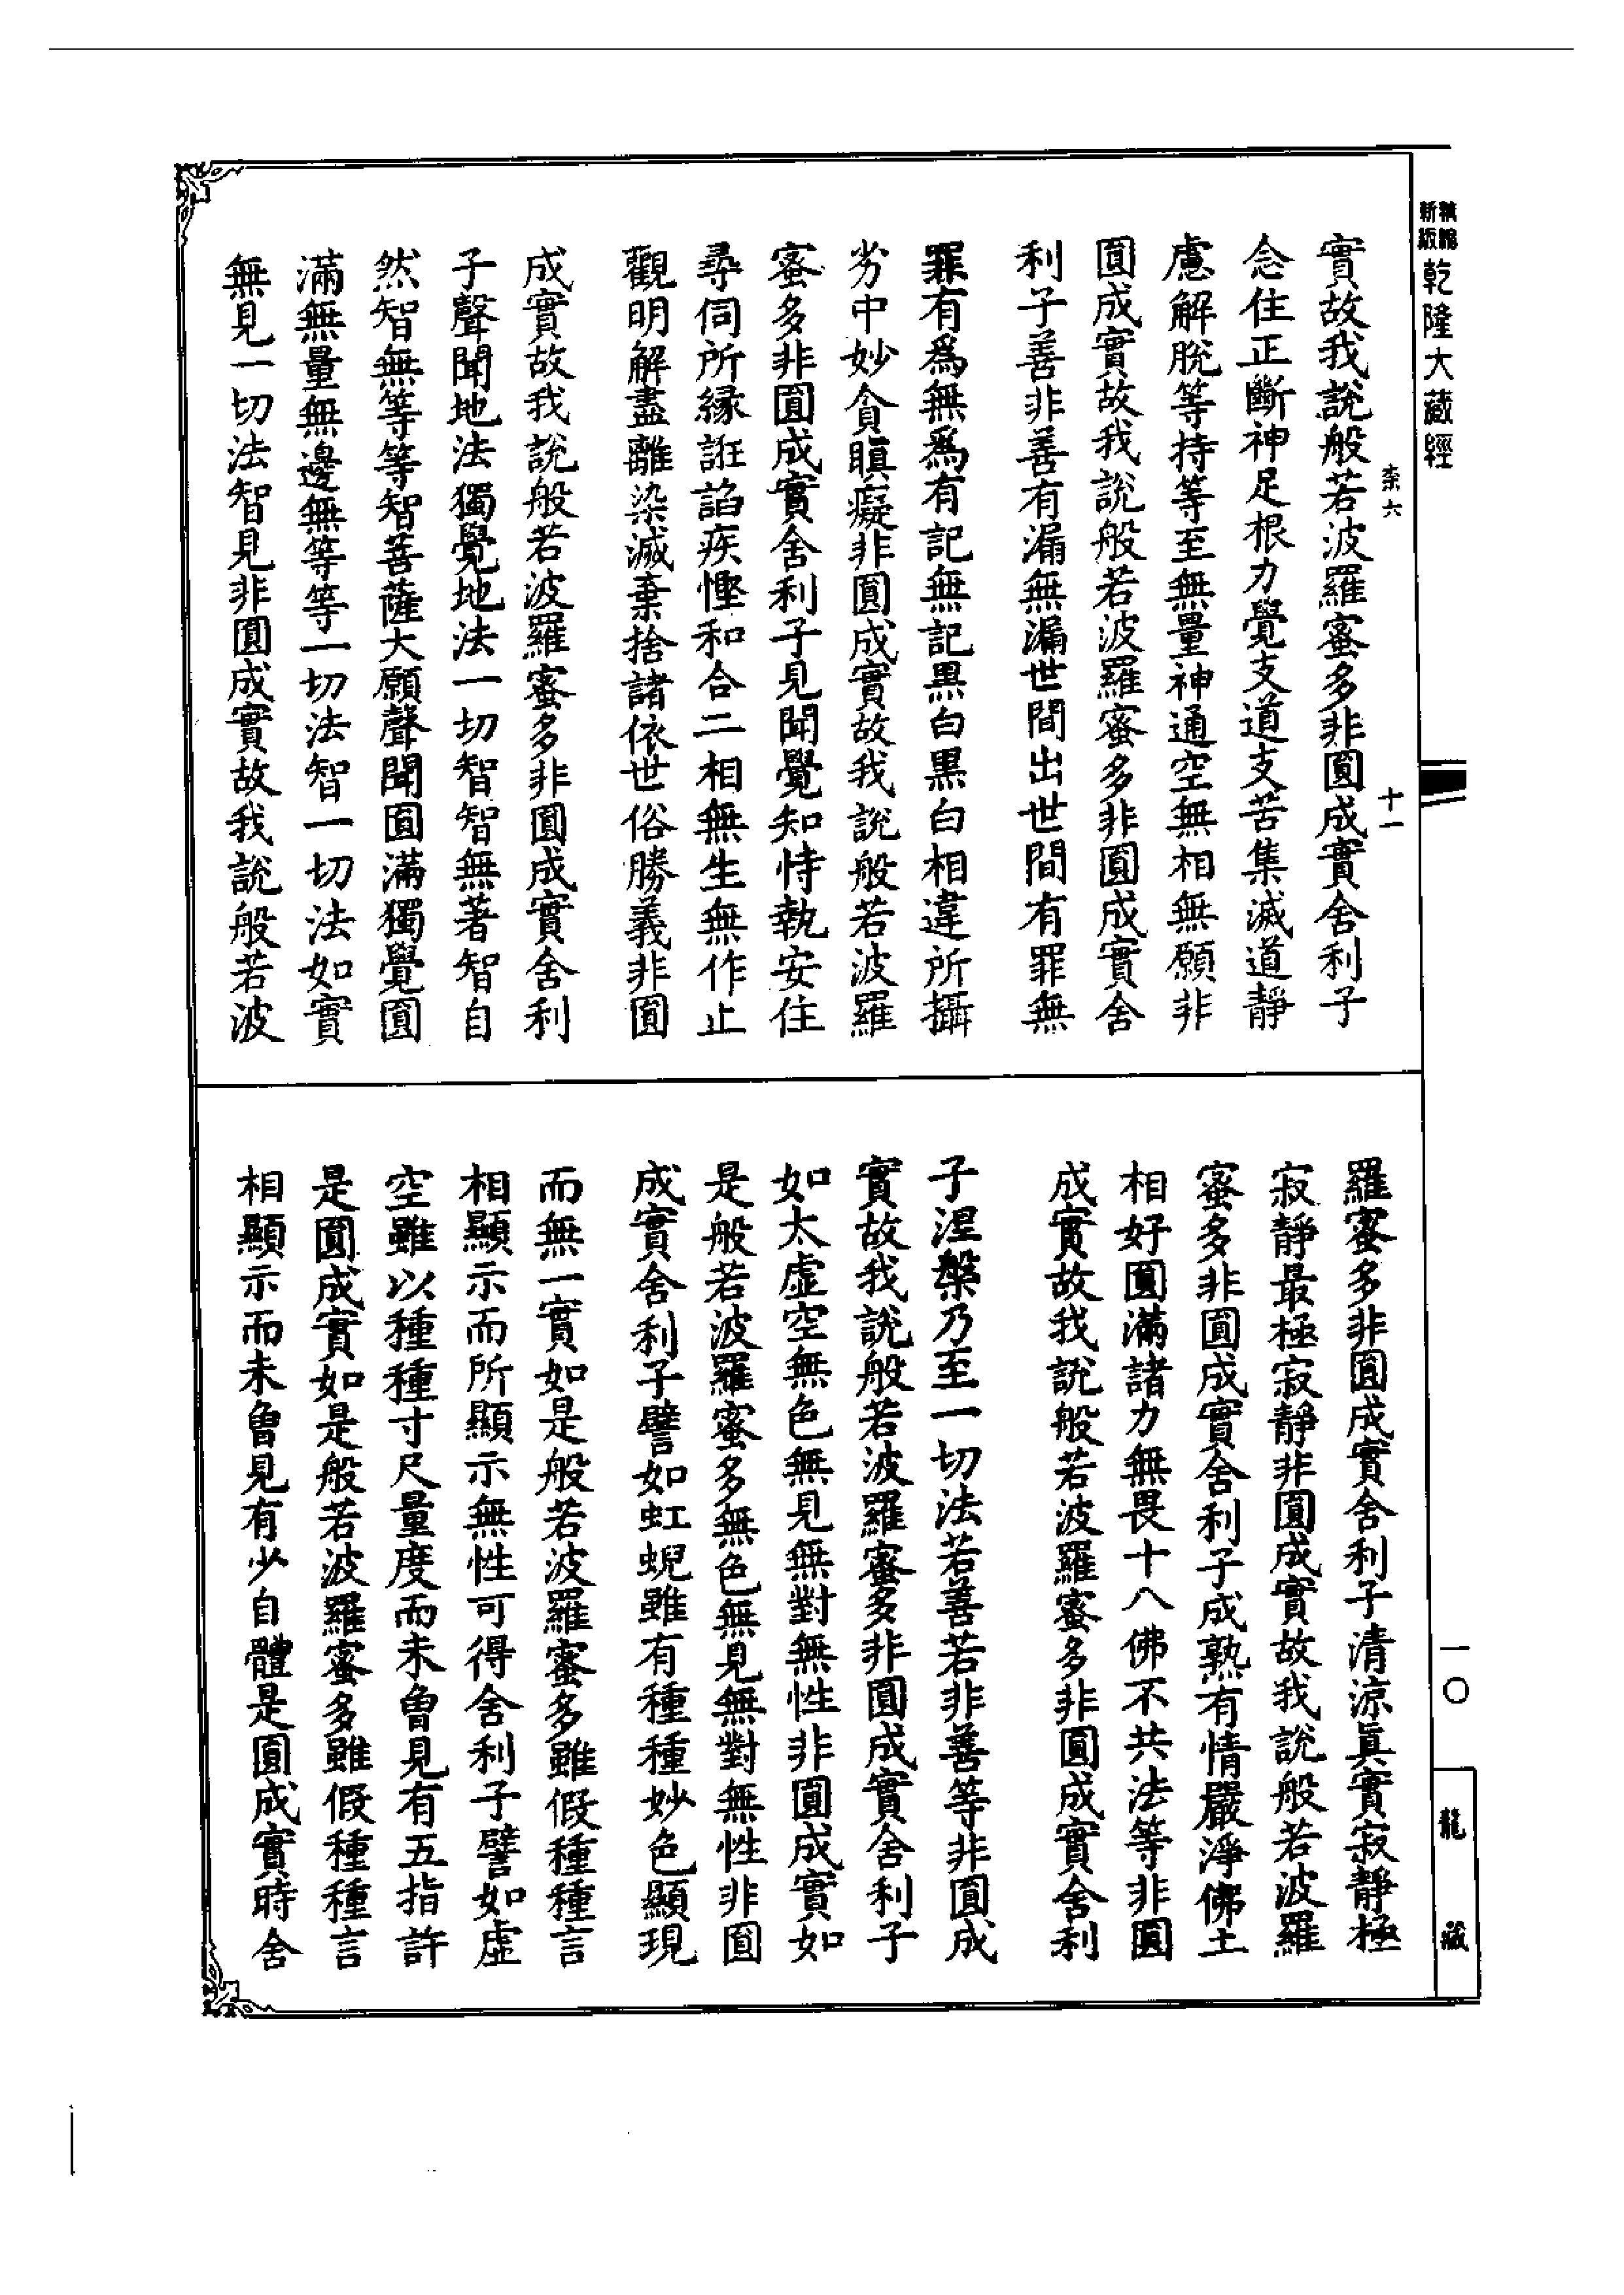 新編
縮版
乾隆大藏經
柰六
十一
實故我說般若波羅蜜多非圓成實舍利子
念住正斷神足根力覺支道支苦集滅道靜
慮解脫等持等至無量神通空無相無願非
圓成實故我說般若波羅蜜多非圓成實舍
利子善非善有漏無漏世間出世間有罪無
罪有爲無爲有記無記黒白黒白相違所攝
劣中妙貪瞋癡非圓成實故我說般若波羅
蜜多非圓成實舍利子見聞覺知恃執安住
尋伺所縁誑諂疾慳和合二相無生無作止
觀明解盡離染滅棄捨諸依世俗勝義非圓
成實故我說般若波羅蜜多非圓成實舍利
子聲聞地法獨覺地法一切智智無著智自
然智無等等智菩薩大願聲聞圓滿獨覺圓
滿無量無邊無等等一切法智一切法如實
無見一切法智見非圓成實故我說般若波
羅蜜多非圓成實舍利子清涼眞實寂靜極
寂靜最極寂靜非圓成實故我說般若波羅
蜜多非圓成實舍利子成熟有情嚴淨佛土
相好圓滿諸力無畏十八佛不共法等非圓
成實故我說般若波羅蜜多非圓成實舍利
子涅槃乃至一切法若善若非善等非圓成
實故我說般若波羅蜜多非圓成實舍利子
如太虛空無色無見無對無性非圓成實如
是般若波羅蜜多無色無見無對無性非圓
成實舍利子譬如虹蜺雖有種種妙色顯現
而無一實如是般若波羅蜜多雖假種種言
相顯示而所顯示無性可得舍利子譬如虛
空雖以種種寸尺量度而未曾見有五指許
是圓成實如是般若波羅蜜多雖假種種言
相顯示而未曾見有少自體是圓成實時舍
一〇
龍藏